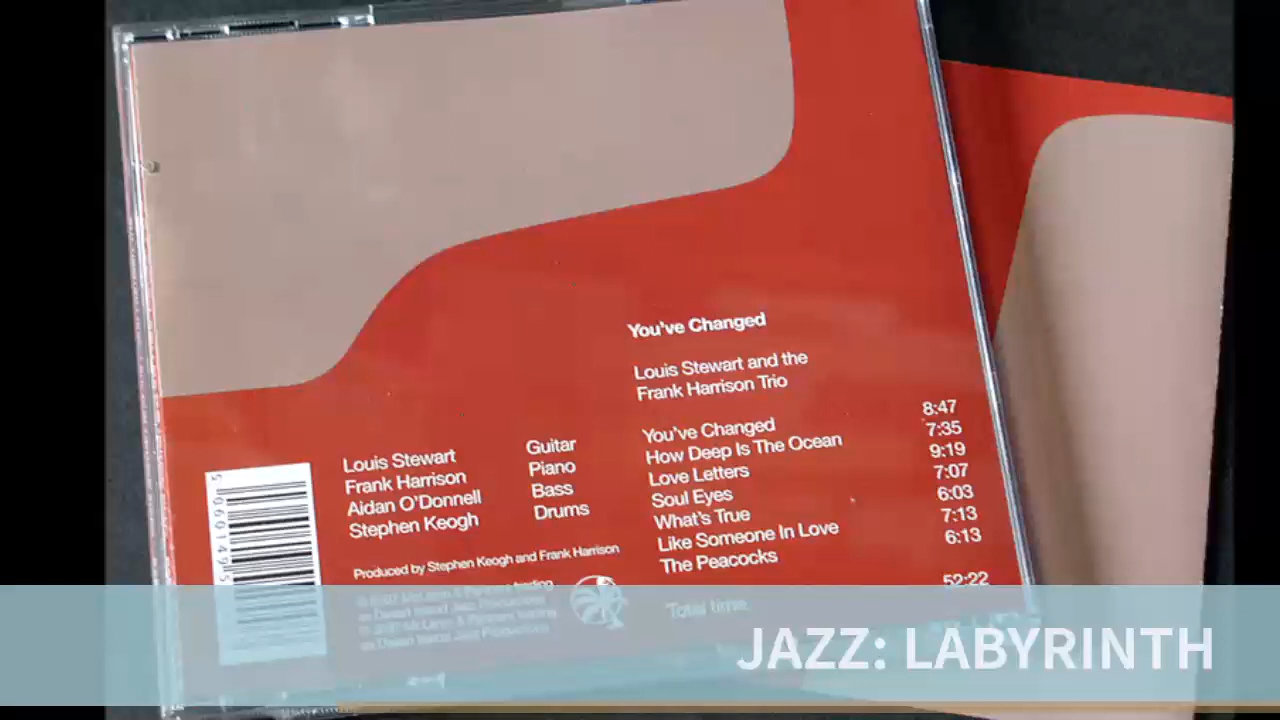 You've Changed
Louis Stewart and the
Frank Harrison Trio
You've Changed 8:47
How Deep Is The Ocean 7:35
Love Letters 9:19
Soul Eyes 7:07
What's True 6:03
Like Someone In Love 7:13
The Peacocks 6:13
Total time 52:22
Louis Stewart Guitar
Frank Harrison Piano
Aidan O'Donnell Bass
Stephen Keogh Drums
Produced by Stephen Keogh and Frank Harrison
5 060149 5
JAZZ: LABYRINTH